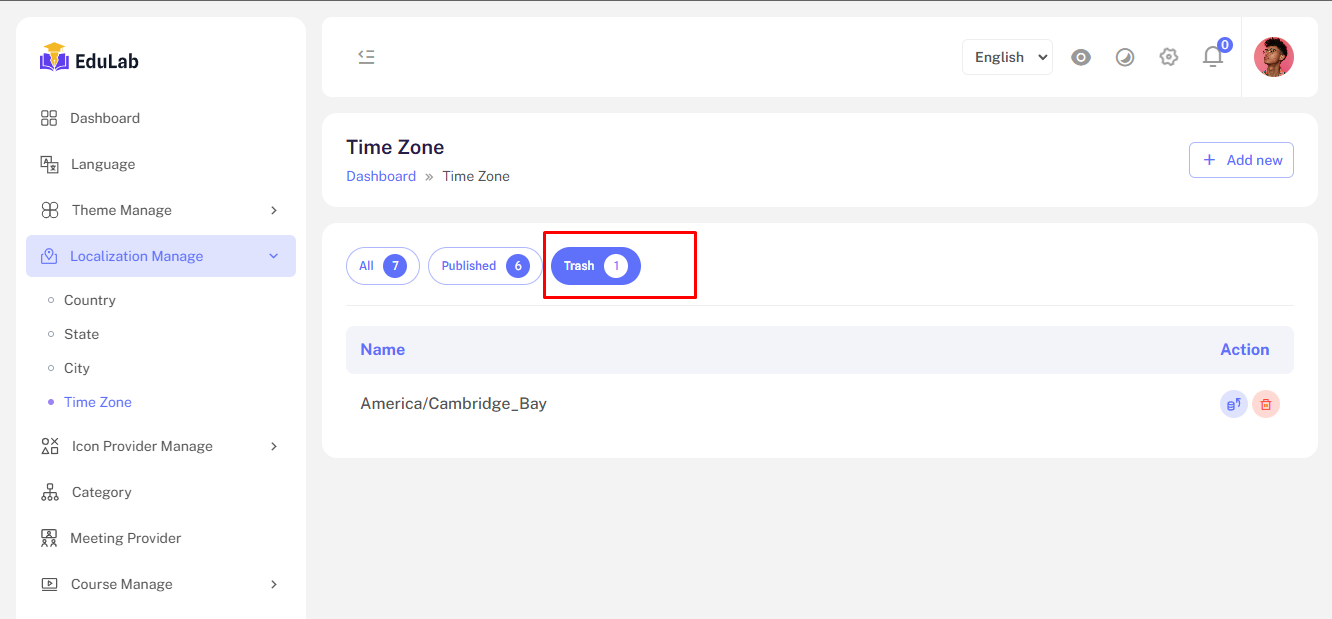 EduLab
Dashboard
Language
Theme Manage
Localization Manage
Country
State
City
Time Zone
Icon Provider Manage
Category
Meeting Provider
Course Manage
English
0
Time Zone
Dashboard » Time Zone
+ Add new
All 7
Published 6
Trash 1
Name Action
America/Cambridge_Bay